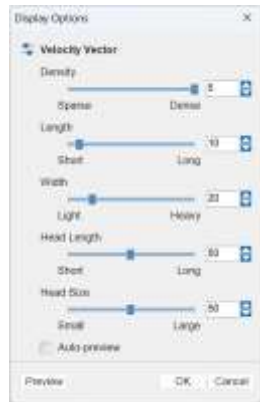 Display Options
Velocity Vector
Density
Sparse Dense
Length
10
Short Long
Width
20
Light Heavy
Head Length
50
Short Long
Head Size
50
Small Large
Auto-preview
Preview OK Cancel